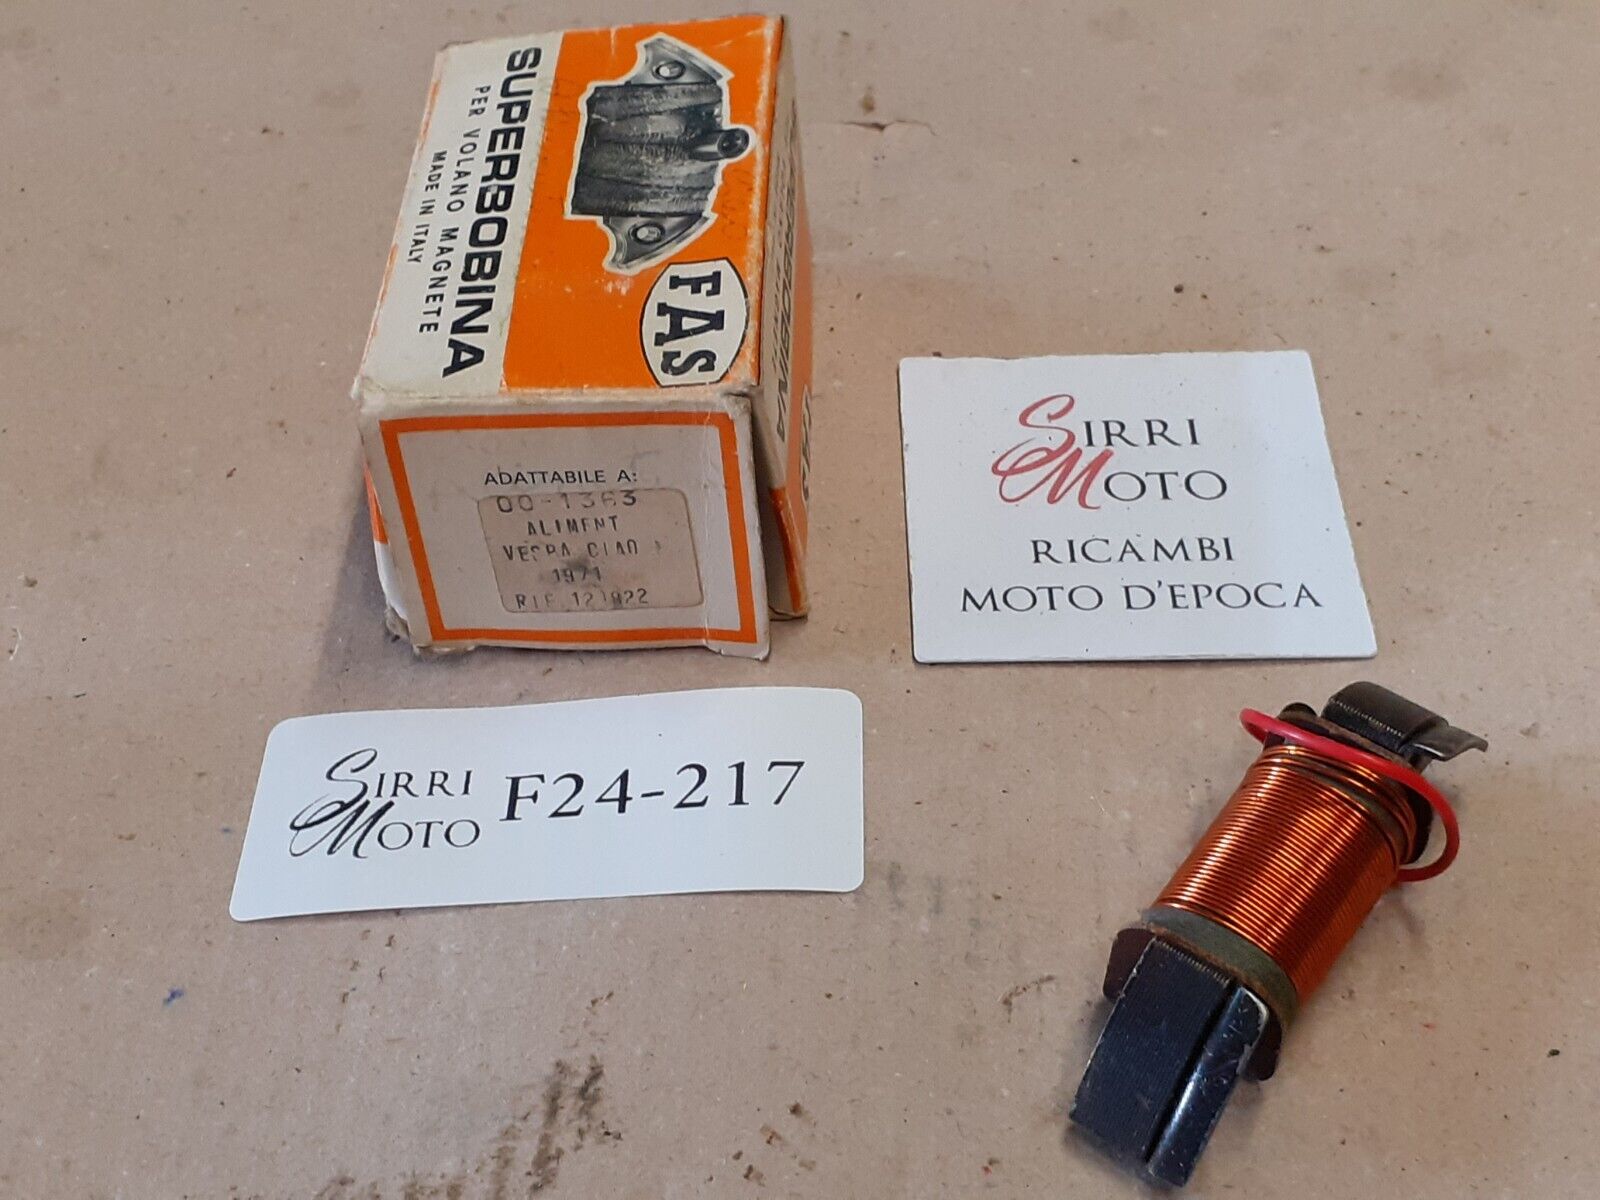 SUPERBOBINA
PER VOLANO MAGNETE
MADE IN ITALY
FAS
ADATTABILE A:
00-1363
ALIMENT
VESPA CIAO
1971
RIF.
SIRRI
MOTO
RICAMBI
MOTO D'EPOCA
SIRRI
MOTO
F24-217